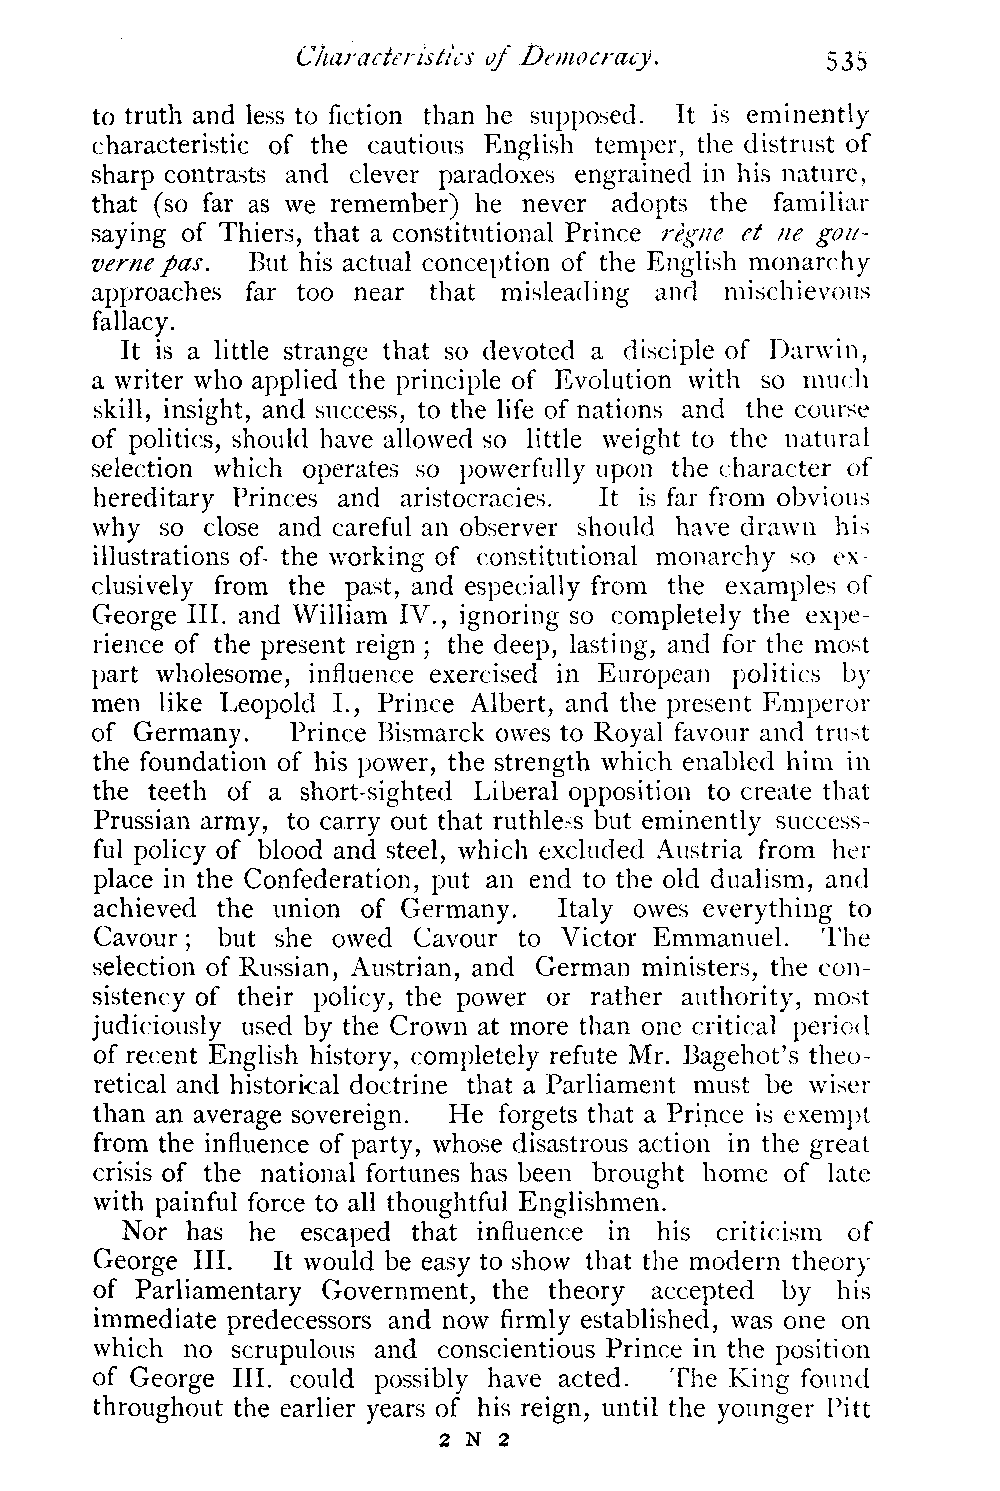 Characteristics of Democracy. 535
to truth and less to fiction than he supposed. It is eminently
characteristic of the cautious English temper, the distrust of
sharp contrasts and clever paradoxes engrained in his nature,
that (so far as we remember) he never adopts the familiar
saying of Thiers, that a constitutional Prince règne et ne gou-
verne pas. But his actual conception of the English monarchy
approaches far too near that misleading and mischievous
fallacy.
It is a little strange that so devoted a disciple of Darwin,
a writer who applied the principle of Evolution with so much
skill, insight, and success, to the life of nations and the course
of politics, should have allowed so little weight to the natural
selection which operates so powerfully upon the character of
hereditary Princes and aristocracies. It is far from obvious
why so close and careful an observer should have drawn his
illustrations of the working of constitutional monarchy so ex-
clusively from the past, and especially from the examples of
George III. and William IV., ignoring so completely the expe-
rience of the present reign ; the deep, lasting, and for the most
part wholesome, influence exercised in European politics by
men like Leopold I., Prince Albert, and the present Emperor
of Germany. Prince Bismarck owes to Royal favour and trust
the foundation of his power, the strength which enabled him in
the teeth of a short-sighted Liberal opposition to create that
Prussian army, to carry out that ruthless but eminently success-
ful policy of blood and steel, which excluded Austria from her
place in the Confederation, put an end to the old dualism, and
achieved the union of Germany. Italy owes everything to
Cavour ; but she owed Cavour to Victor Emmanuel. The
selection of Russian, Austrian, and German ministers, the con-
sistency of their policy, the power or rather authority, most
judiciously used by the Crown at more than one critical period
of recent English history, completely refute Mr. Bagehot's theo-
retical and historical doctrine that a Parliament must be wiser
than an average sovereign. He forgets that a Prince is exempt
from the influence of party, whose disastrous action in the great
crisis of the national fortunes has been brought home of late
with painful force to all thoughtful Englishmen.
Nor has he escaped that influence in his criticism of
George III. It would be easy to show that the modern theory
of Parliamentary Government, the theory accepted by his
immediate predecessors and now firmly established, was one on
which no scrupulous and conscientious Prince in the position
of George III. could possibly have acted. The King found
throughout the earlier years of his reign, until the younger Pitt
2 N 2